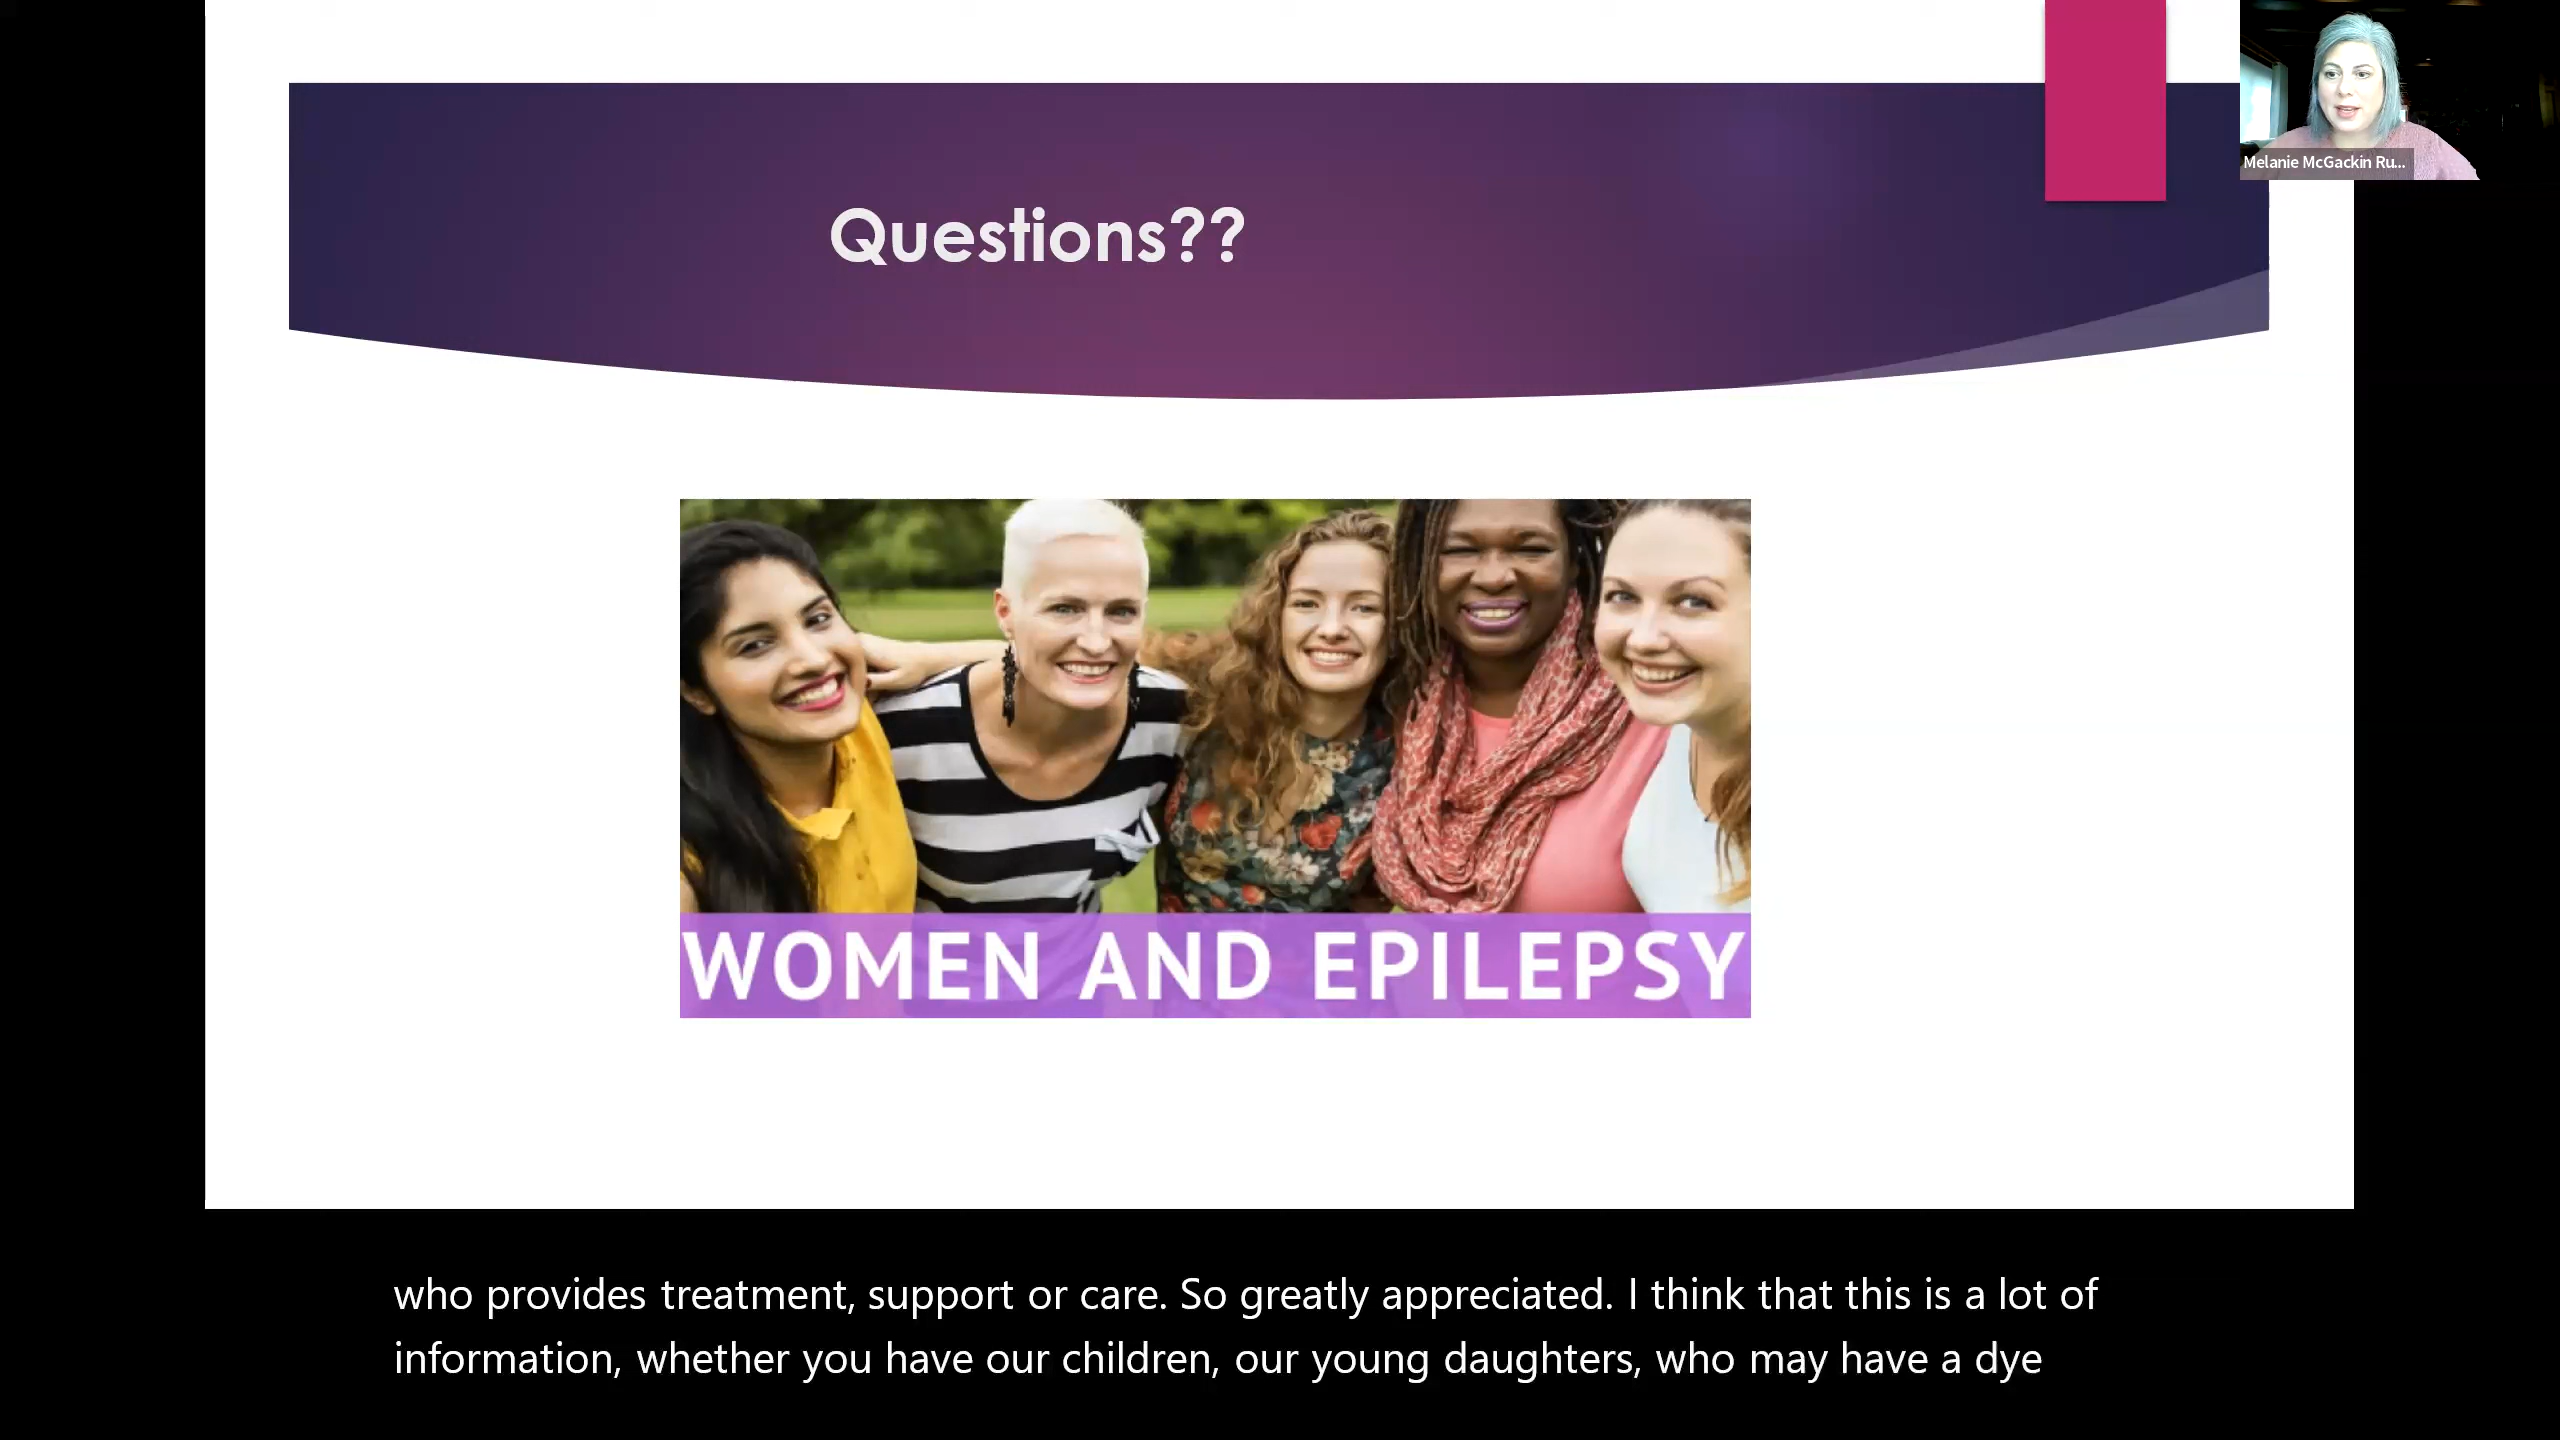 Questions??
Melanie McGackin Ru...
WOMEN AND EPILEPSY
who provides treatment, support or care. So greatly appreciated. I think that this is a lot of
information, whether you have our children, our young daughters, who may have a dye